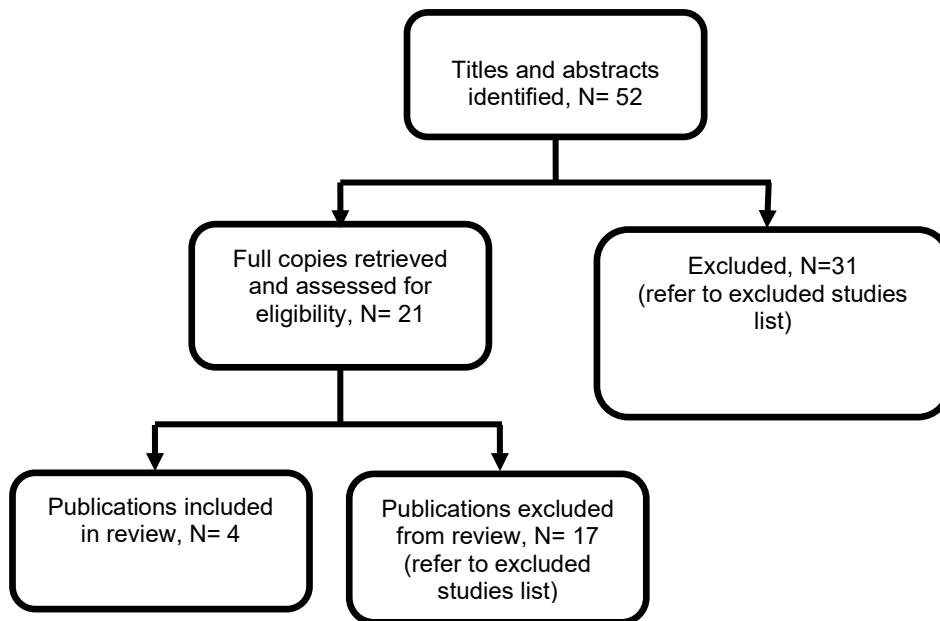 Titles and abstracts
identified, N= 52
Full copies retrieved
and assessed for
eligibility, N= 21
Excluded, N=31
(refer to excluded studies
list)
Publications included
in review, N= 4
Publications excluded
from review, N= 17
(refer to excluded
studies list)